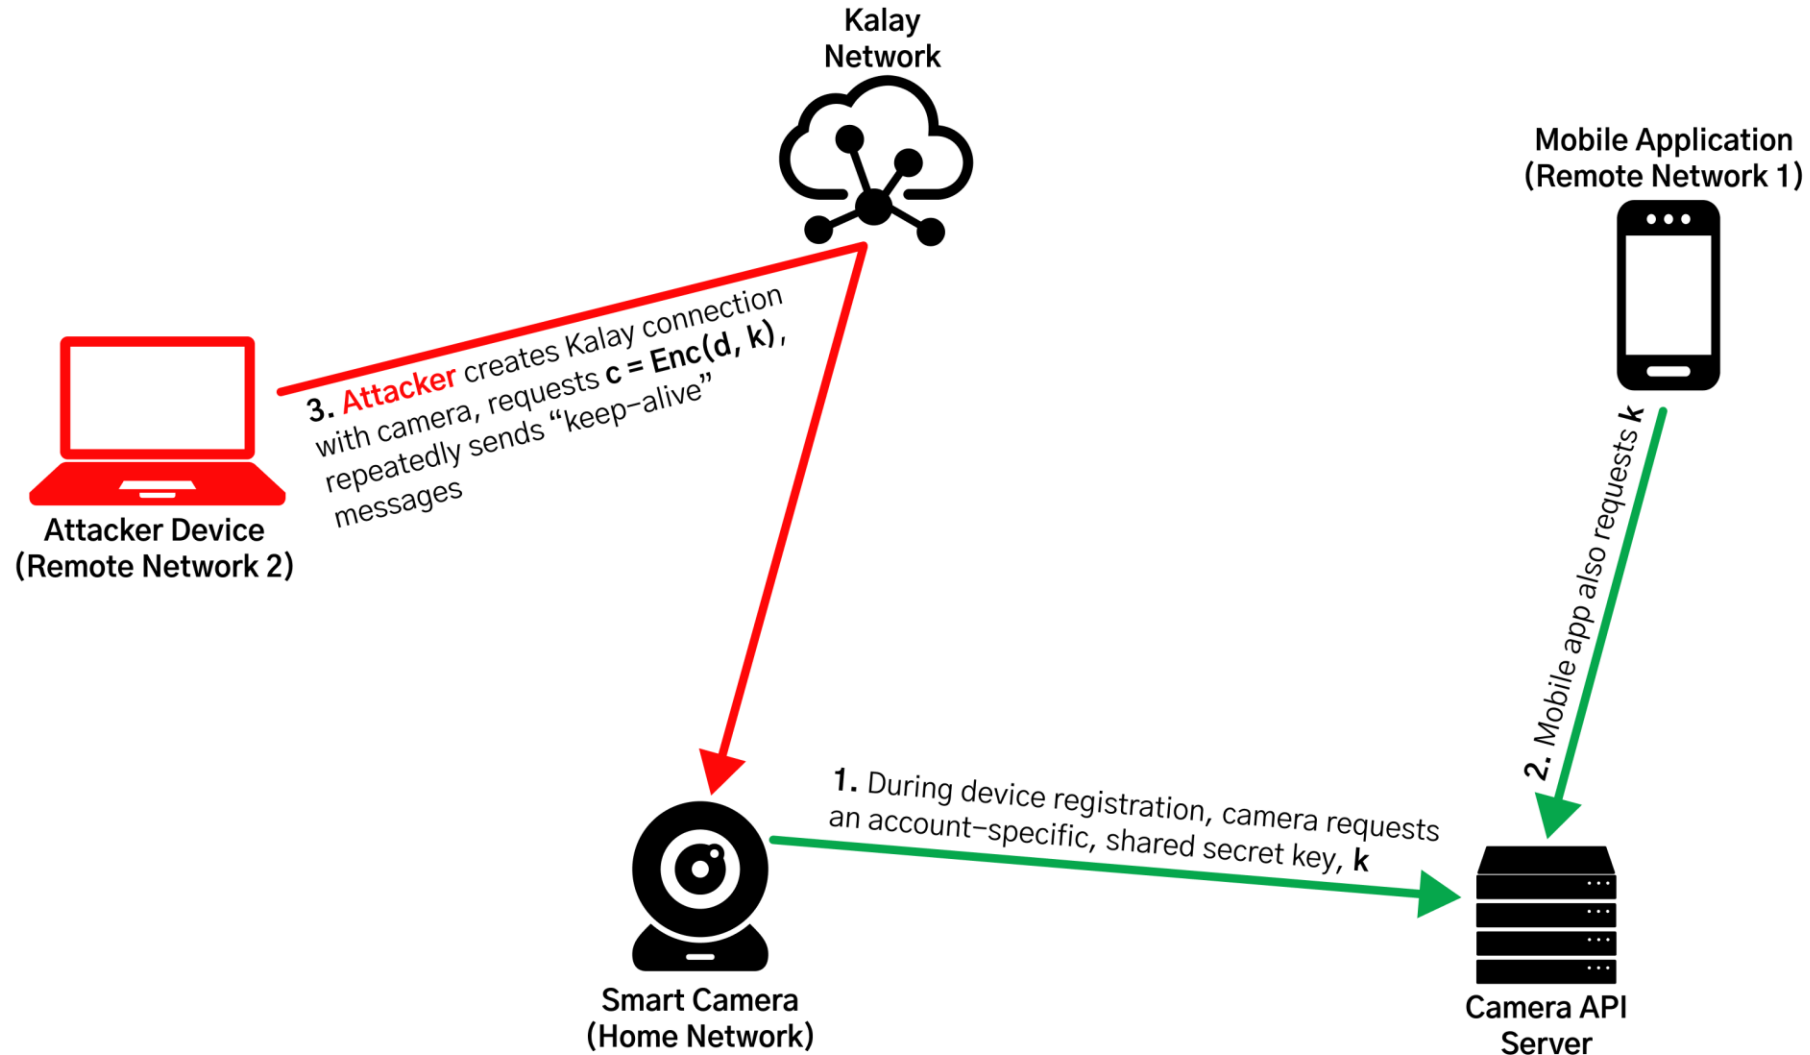 Kalay
Network
Mobile Application
(Remote Network 1)
3. Attacker creates Kalay connection
with camera, requests c = Enc(d, k),
repeatedly sends “keep-alive”
messages
Attacker Device
(Remote Network 2)
2. Mobile app also requests k
1. During device registration, camera requests
an account-specific, shared secret key, k
Smart Camera
(Home Network)
Camera API
Server